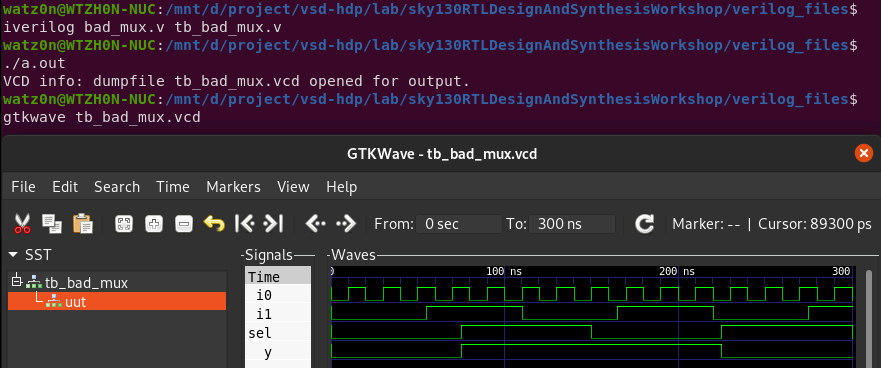 watz0n@WTZH0N-NUC:/mnt/d/project/vsd-hdp/lab/sky130RTLDesignAndSynthesisWorkshop/verilog_files$
iverilog bad_mux.v tb_bad_mux.v
watz0n@WTZH0N-NUC:/mnt/d/project/vsd-hdp/lab/sky130RTLDesignAndSynthesisWorkshop/verilog_files$
./a.out
VCD info: dumpfile tb_bad_mux.vcd opened for output.
watz0n@WTZH0N-NUC:/mnt/d/project/vsd-hdp/lab/sky130RTLDesignAndSynthesisWorkshop/verilog_files$
gtkwave tb_bad_mux.vcd
GTKWave - tb_bad_mux.vcd
File Edit Search Time Markers View Help
From: 0 sec To: 300 ns Marker: -- | Cursor: 89300 ps
SST Signals Waves
Time 0 100 ns 200 ns 300
tb_bad_mux
uut
i0
i1
sel
y